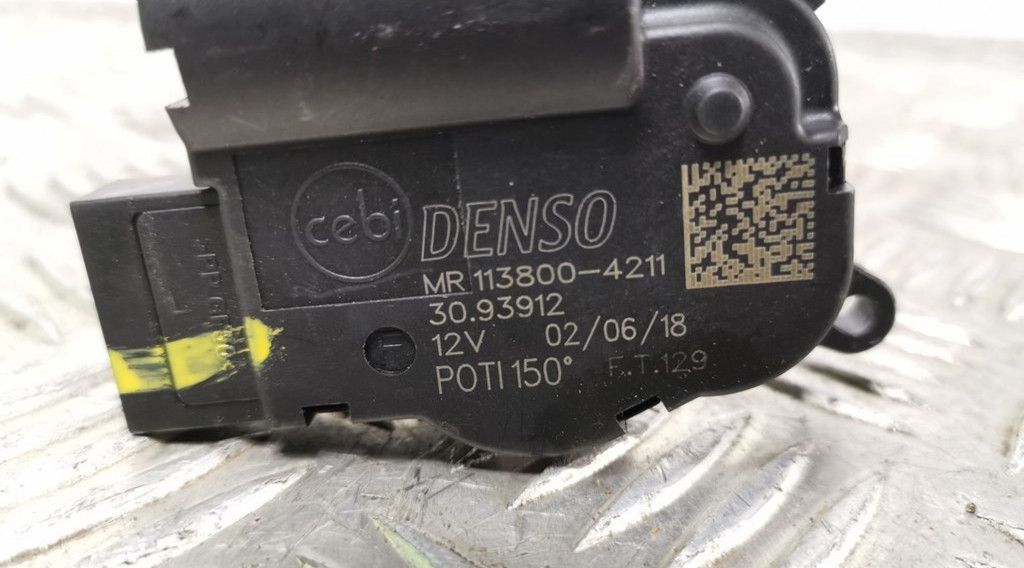 cebi DENSO
MR 113800-4211
30.93912
12V 02/06/18
POTI 150° F.T.129